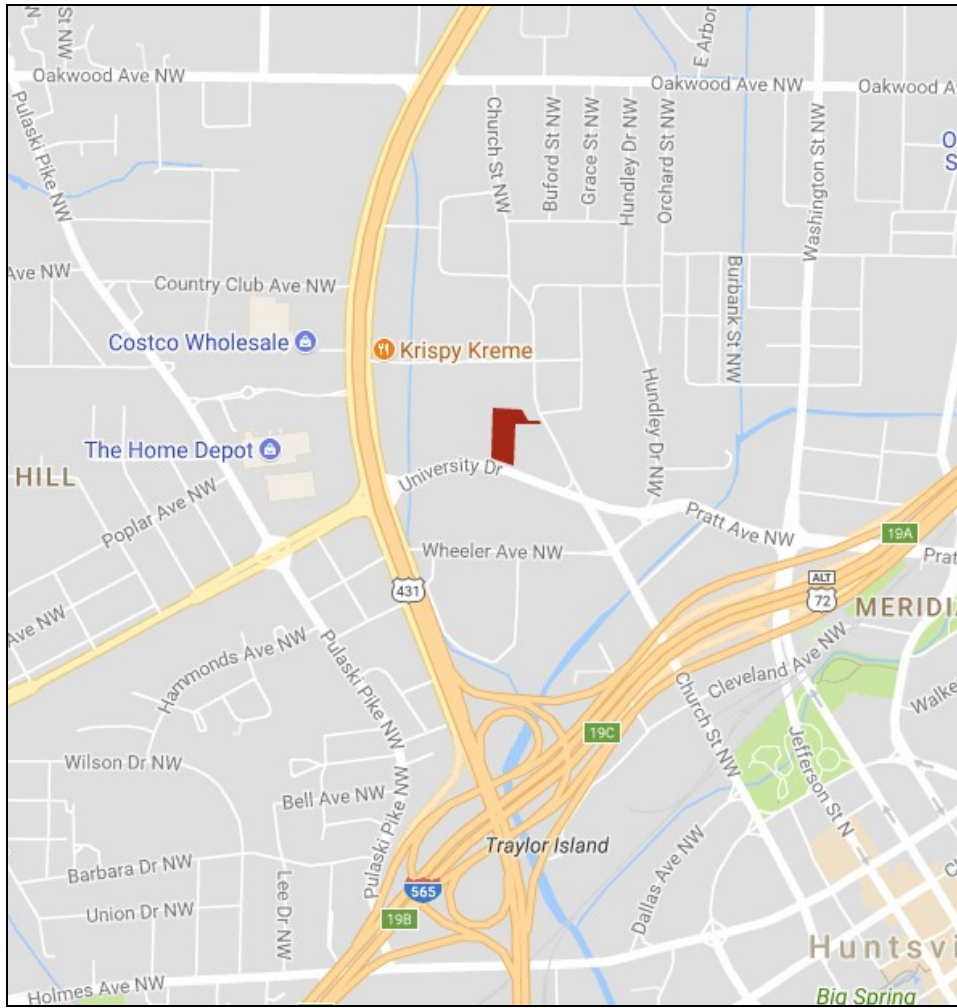 St NW
E Arbor
Oakwood Ave NW
Oakwood Ave NW
Oakwood A
Pulaski Pike NW
Church St NW
Buford St NW
Grace St NW
Hundley Dr NW
Orchard St NW
Washington St NW
O
S
Ave NW
Country Club Ave NW
Burbank St NW
Costco Wholesale
Krispy Kreme
Hundley Dr NW
The Home Depot
HILL
University Dr
Poplar Ave NW
Pratt Ave NW
19A
Prat
Wheeler Ave NW
431
ALT
72
MERIDIA
Ave NW
Hammonds Ave NW
Pulaski Pike NW
Cleveland Ave NW
Walke
Church St NW
19C
Jefferson St N
Wilson Dr NW
Bell Ave NW
Pulaski Pike NW
Traylor Island
Barbara Dr NW
Lee Dr NW
565
Dallas Ave NW
Union Dr NW
19B
Huntsv
Holmes Ave NW
Big Spring